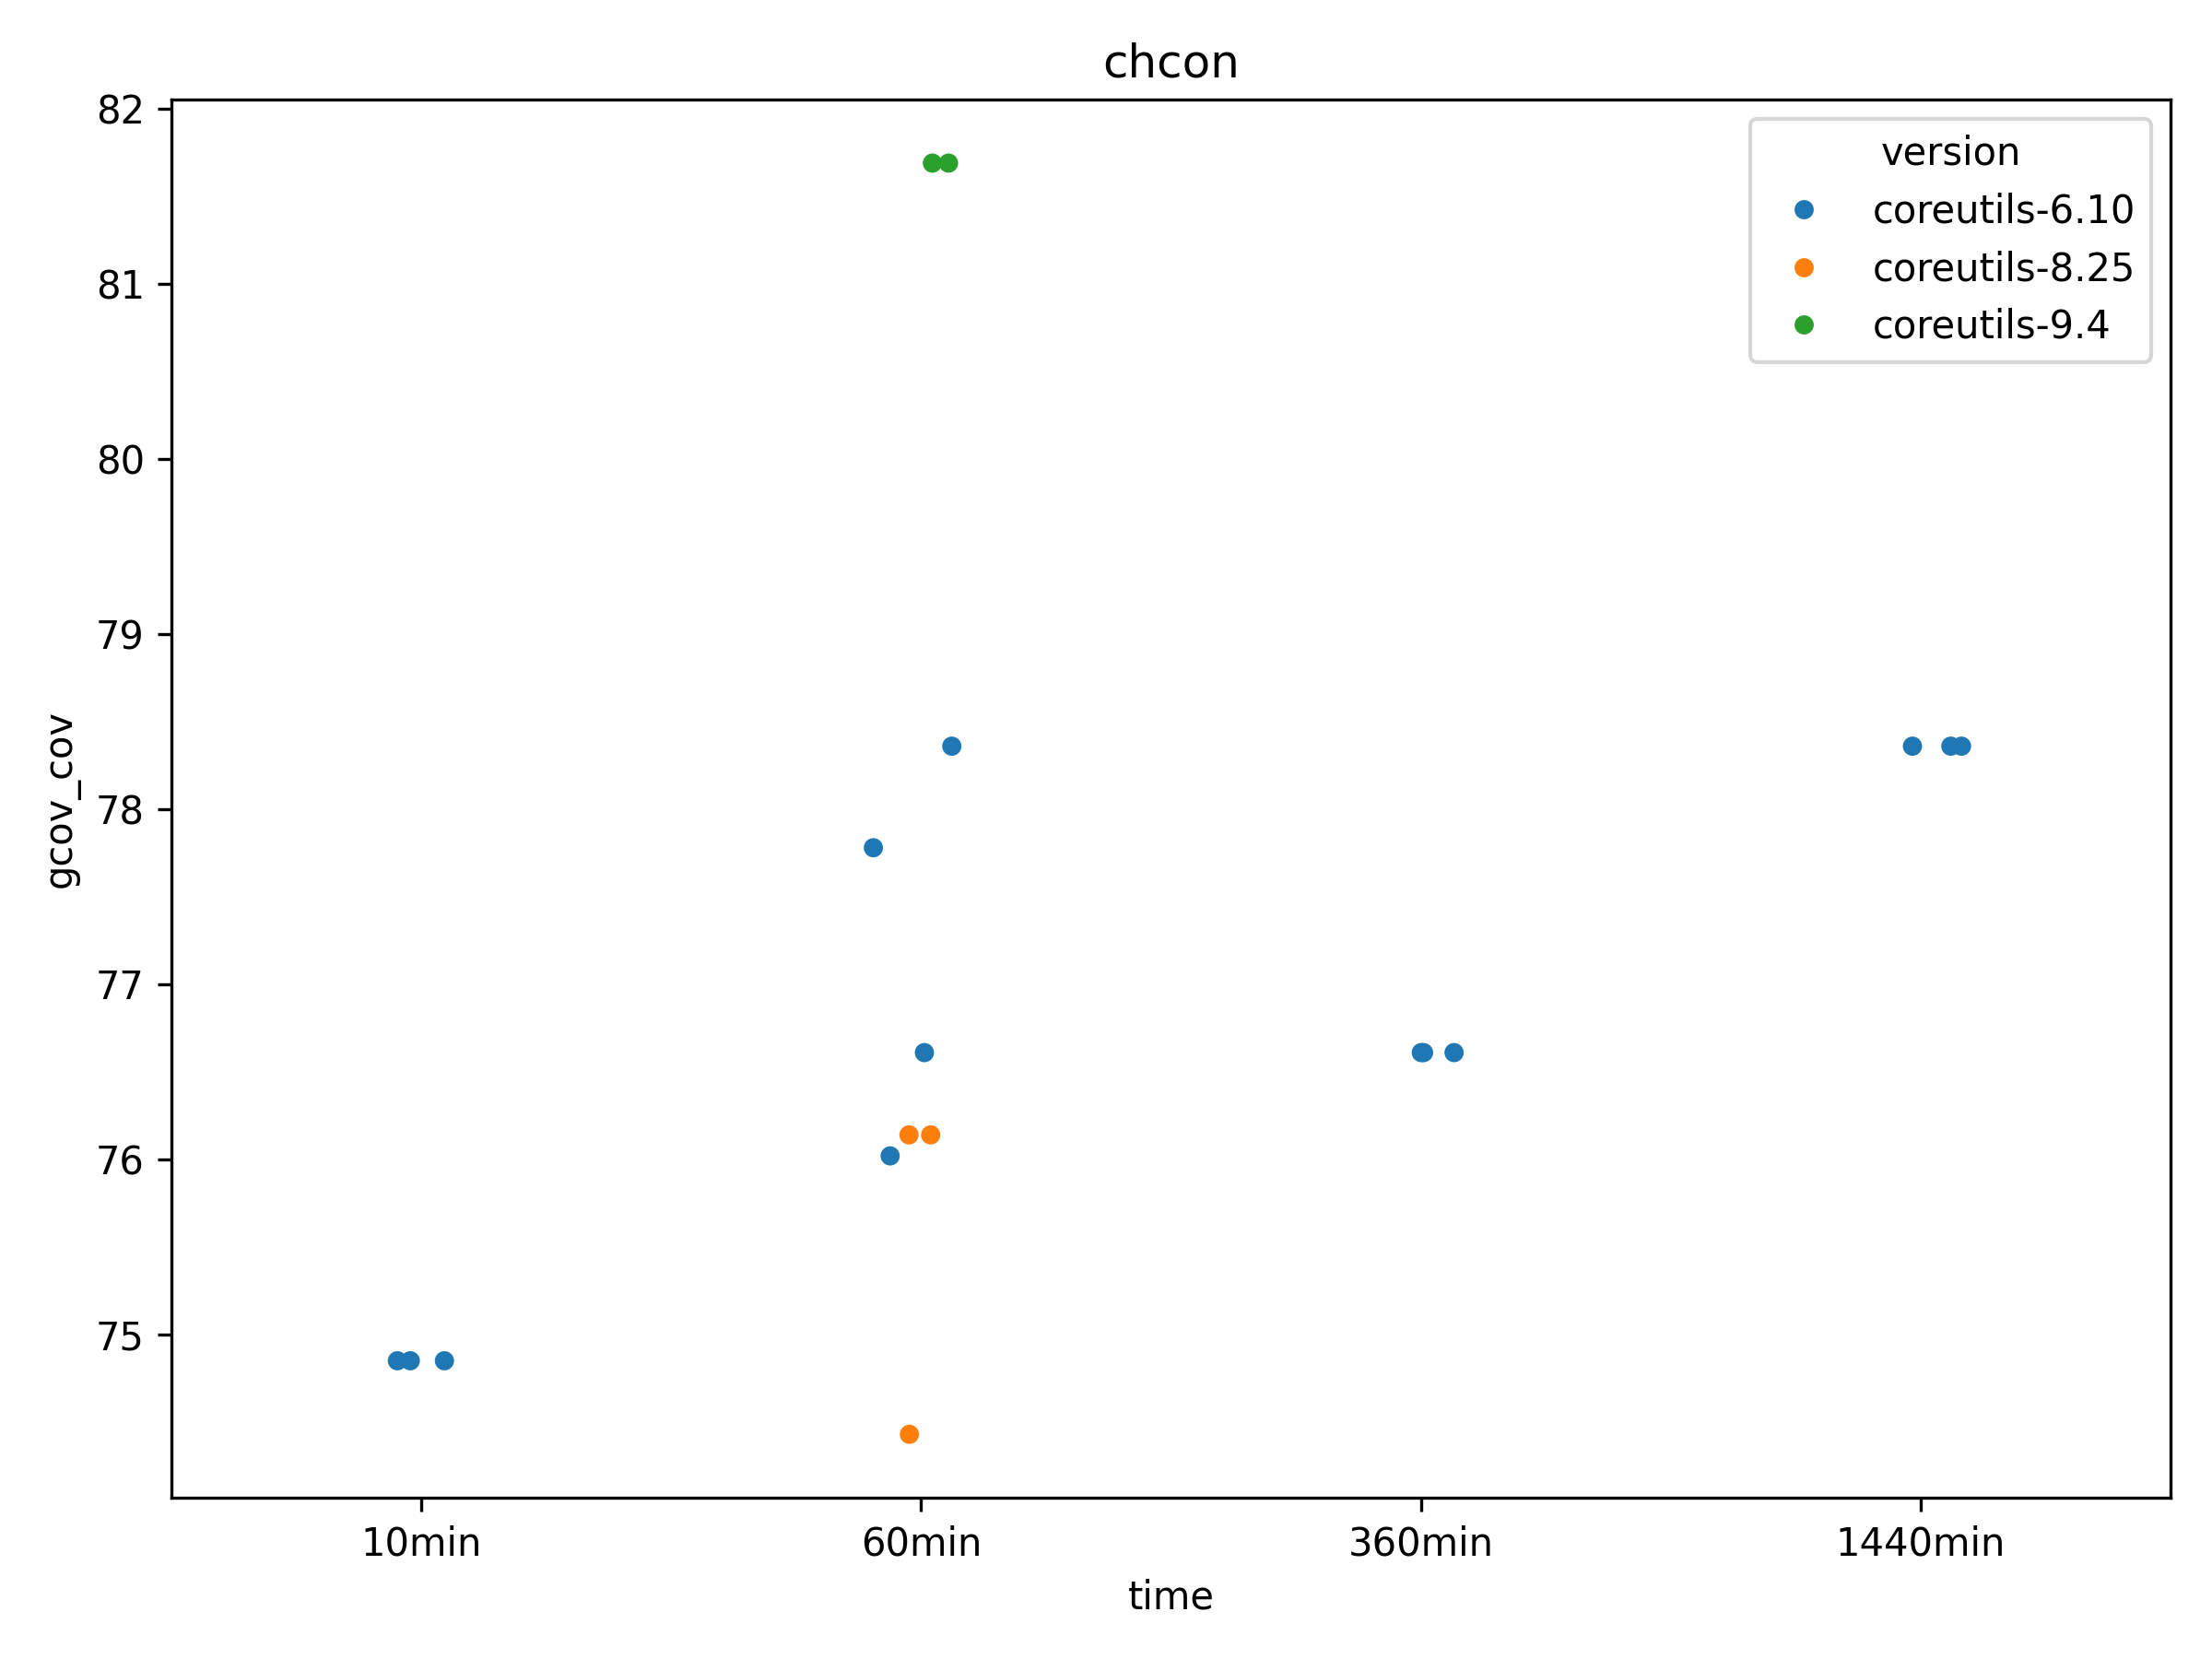 chcon
82
81
80
79
78
77
76
75
gcov_cov
version
coreutils-6.10
coreutils-8.25
coreutils-9.4
10min
60min
360min
1440min
time